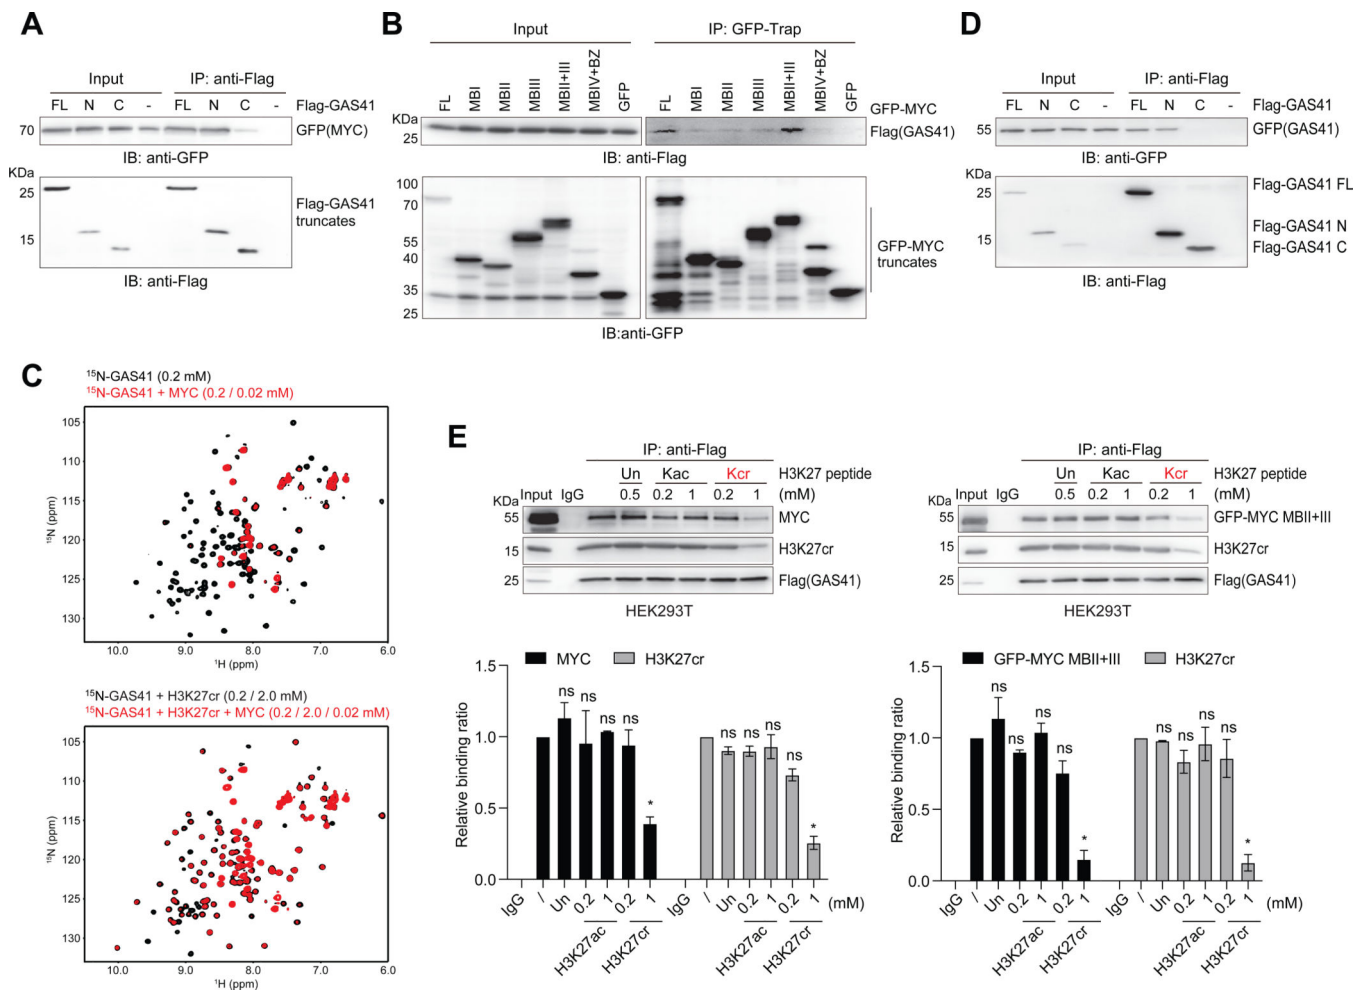 A
Input IP: anti-Flag
FL N C - FL N C - Flag-GAS41
70 GFP(MYC)
IB: anti-GFP
KDa
25
15
Flag-GAS41
truncates
IB: anti-Flag
B
Input IP: GFP-Trap
FL MBI MBII MBIII MBII+III MBIV+BZ GFP FL MBI MBII MBIII MBII+III MBIV+BZ GFP GFP-MYC
KDa
25
Flag(GAS41)
IB: anti-Flag
100
70
55
40
35
25
GFP-MYC
truncates
IB:anti-GFP
D
Input IP: anti-Flag
FL N C - FL N C - Flag-GAS41
55 GFP(GAS41)
IB: anti-GFP
KDa
25
15
Flag-GAS41 FL
Flag-GAS41 N
Flag-GAS41 C
IB: anti-Flag
C
¹⁵N-GAS41 (0.2 mM)
¹⁵N-GAS41 + MYC (0.2 / 0.02 mM)
105
110
115
120
125
130
¹⁵N (ppm)
10.0 9.0 8.0 7.0 6.0
¹H (ppm)
¹⁵N-GAS41 + H3K27cr (0.2 / 2.0 mM)
¹⁵N-GAS41 + H3K27cr + MYC (0.2 / 2.0 / 0.02 mM)
105
110
115
120
125
130
¹⁵N (ppm)
10.0 9.0 8.0 7.0 6.0
¹H (ppm)
E
IP: anti-Flag
Un Kac Kcr H3K27 peptide
KDa Input IgG 0.5 0.2 1 0.2 1 (mM)
55 MYC
15 H3K27cr
25 Flag(GAS41)
HEK293T
IP: anti-Flag
Un Kac Kcr H3K27 peptide
KDa Input IgG 0.5 0.2 1 0.2 1 (mM)
55 GFP-MYC MBII+III
15 H3K27cr
25 Flag(GAS41)
HEK293T
MYC H3K27cr
Relative binding ratio
1.5
1.0
0.5
0.0
ns ns ns ns * ns ns ns ns *
IgG / Un 0.2 1 0.2 1 IgG / Un 0.2 1 0.2 1 (mM)
H3K27ac H3K27cr H3K27ac H3K27cr
GFP-MYC MBII+III H3K27cr
Relative binding ratio
1.5
1.0
0.5
0.0
ns ns ns ns * ns ns ns ns *
IgG / Un 0.2 1 0.2 1 IgG / Un 0.2 1 0.2 1 (mM)
H3K27ac H3K27cr H3K27ac H3K27cr